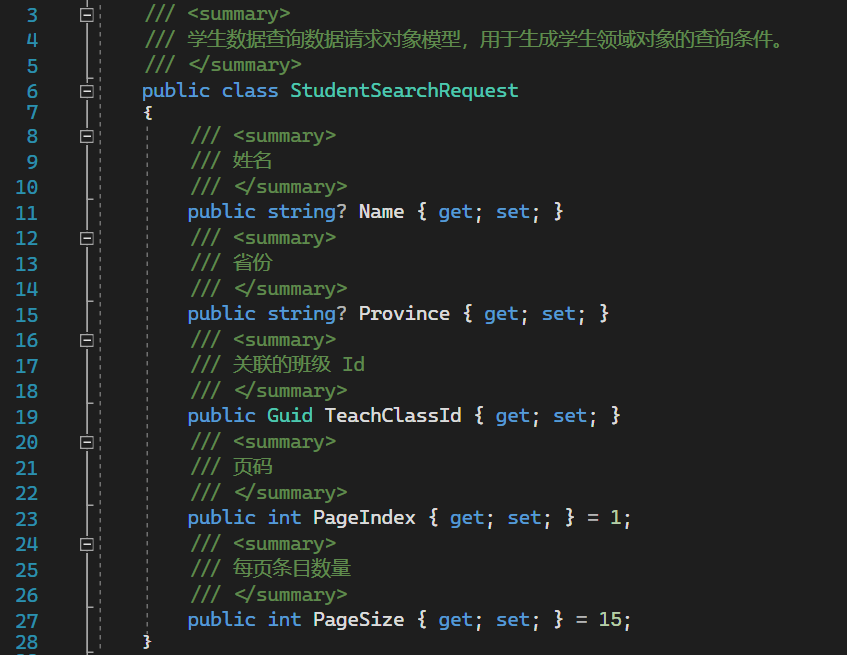 3 /// <summary>
4 /// 学生数据查询数据请求对象模型，用于生成学生领域对象的查询条件。
5 /// </summary>
6 public class StudentSearchRequest
7 {
8 /// <summary>
9 /// 姓名
10 /// </summary>
11 public string? Name { get; set; }
12 /// <summary>
13 /// 省份
14 /// </summary>
15 public string? Province { get; set; }
16 /// <summary>
17 /// 关联的班级 Id
18 /// </summary>
19 public Guid TeachClassId { get; set; }
20 /// <summary>
21 /// 页码
22 /// </summary>
23 public int PageIndex { get; set; } = 1;
24 /// <summary>
25 /// 每页条目数量
26 /// </summary>
27 public int PageSize { get; set; } = 15;
28 }